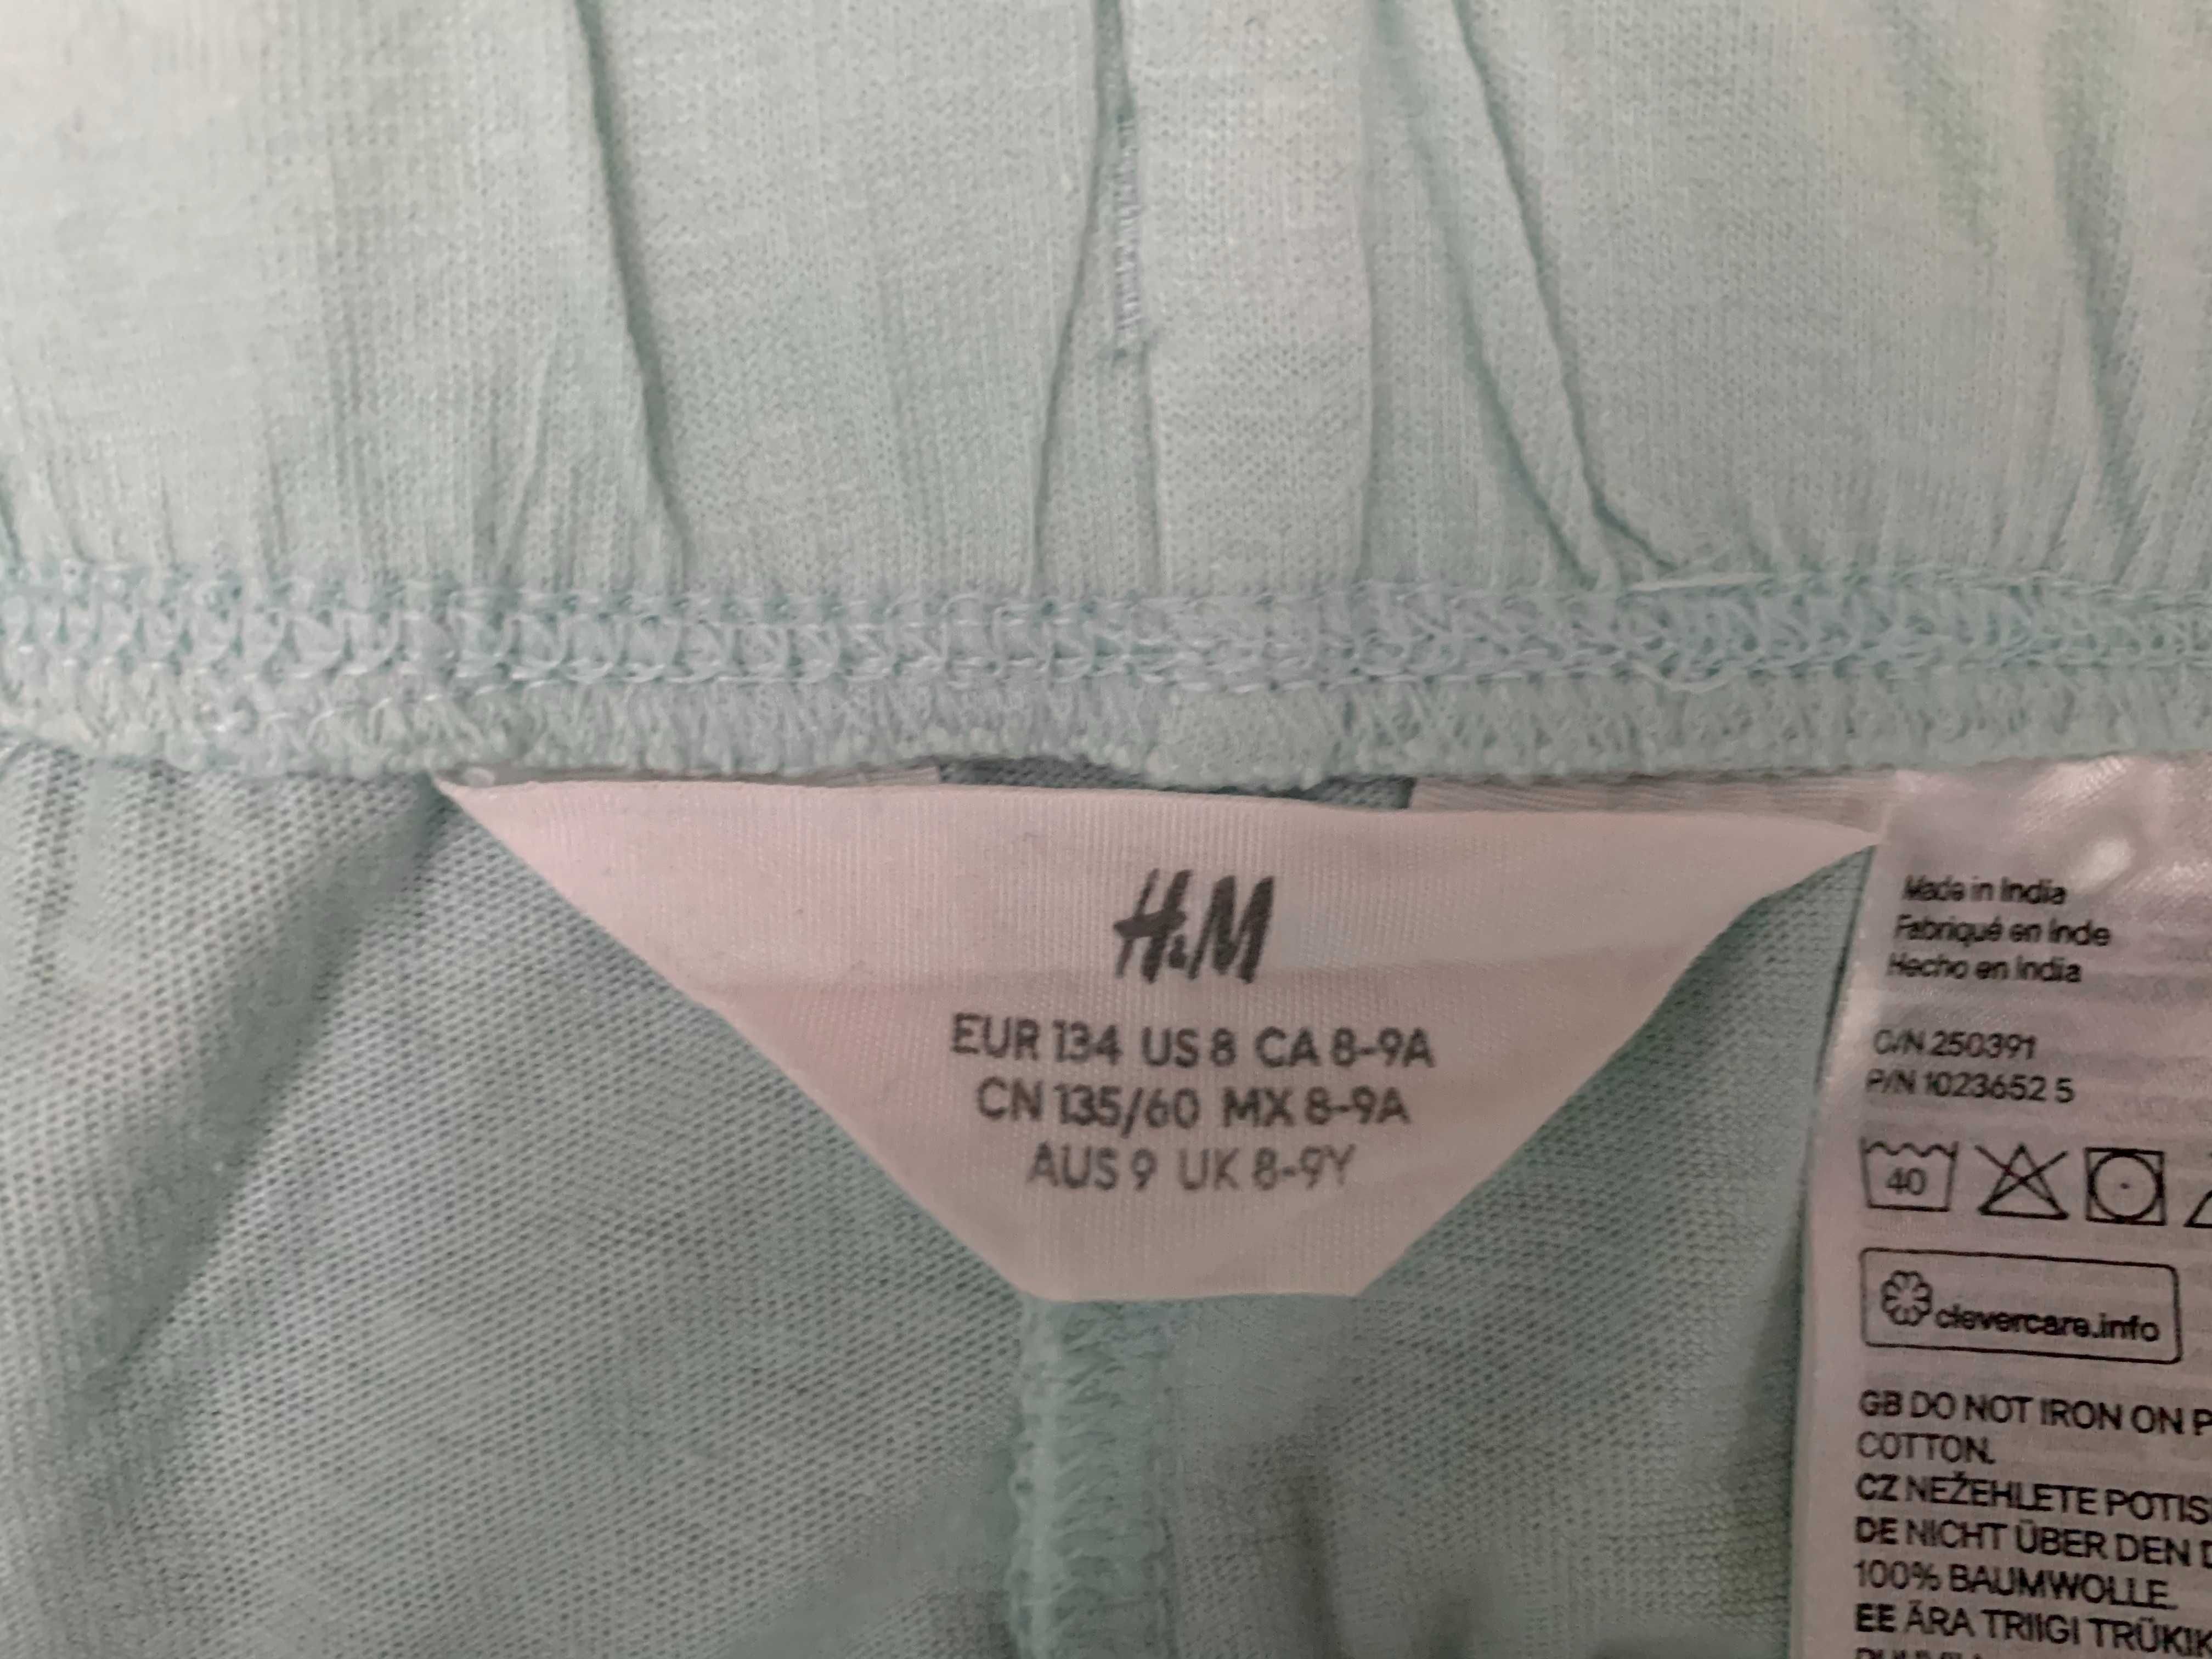 H&M
EUR 134 US 8 CA 8-9A
CN 135/60 MX 8-9A
AUS 9 UK 8-9Y
Made in India
Fabriqué en Inde
Hecho en India
C/N 250391
P/N 1023652 5
40
clevercare.info
GB DO NOT IRON ON
COTTON.
CZ NEŽEHLETE
DE NICHT ÜBER DEN
100% BAUMWOLLE.
EE ÄRA TRIIGI